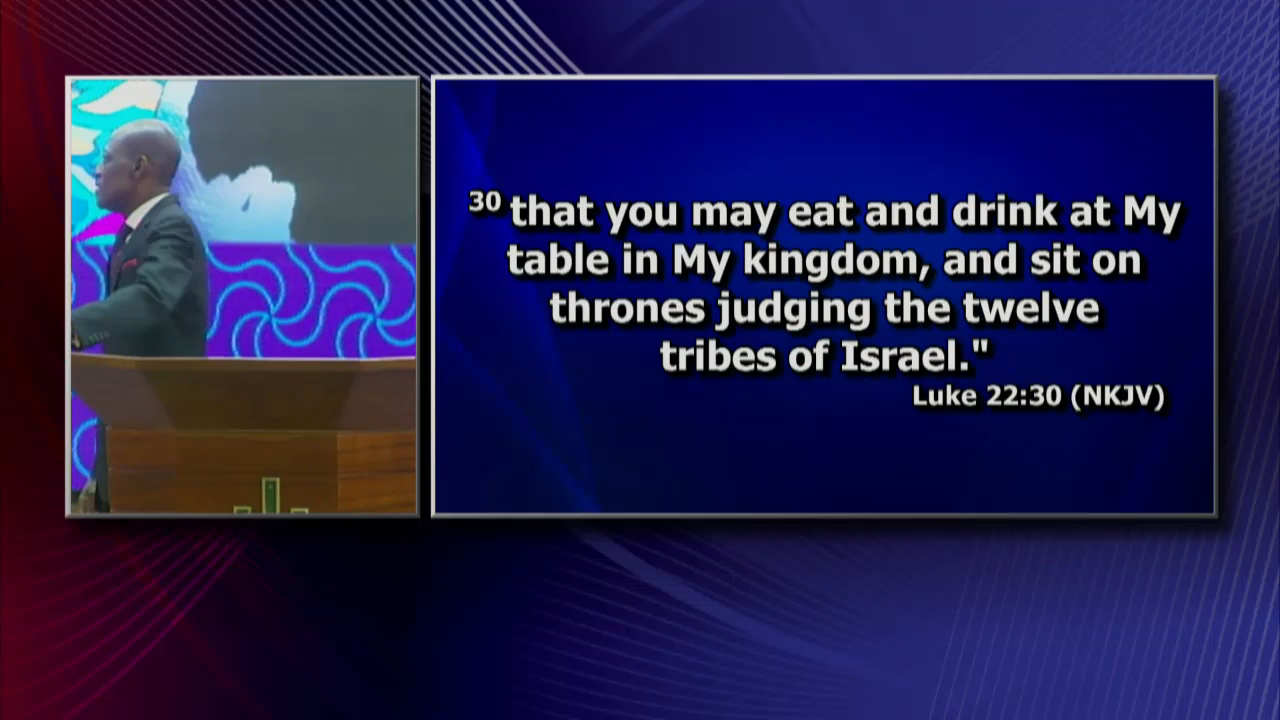 30 that you may eat and drink at My
table in My kingdom, and sit on
thrones judging the twelve
tribes of Israel."
Luke 22:30 (NKJV)